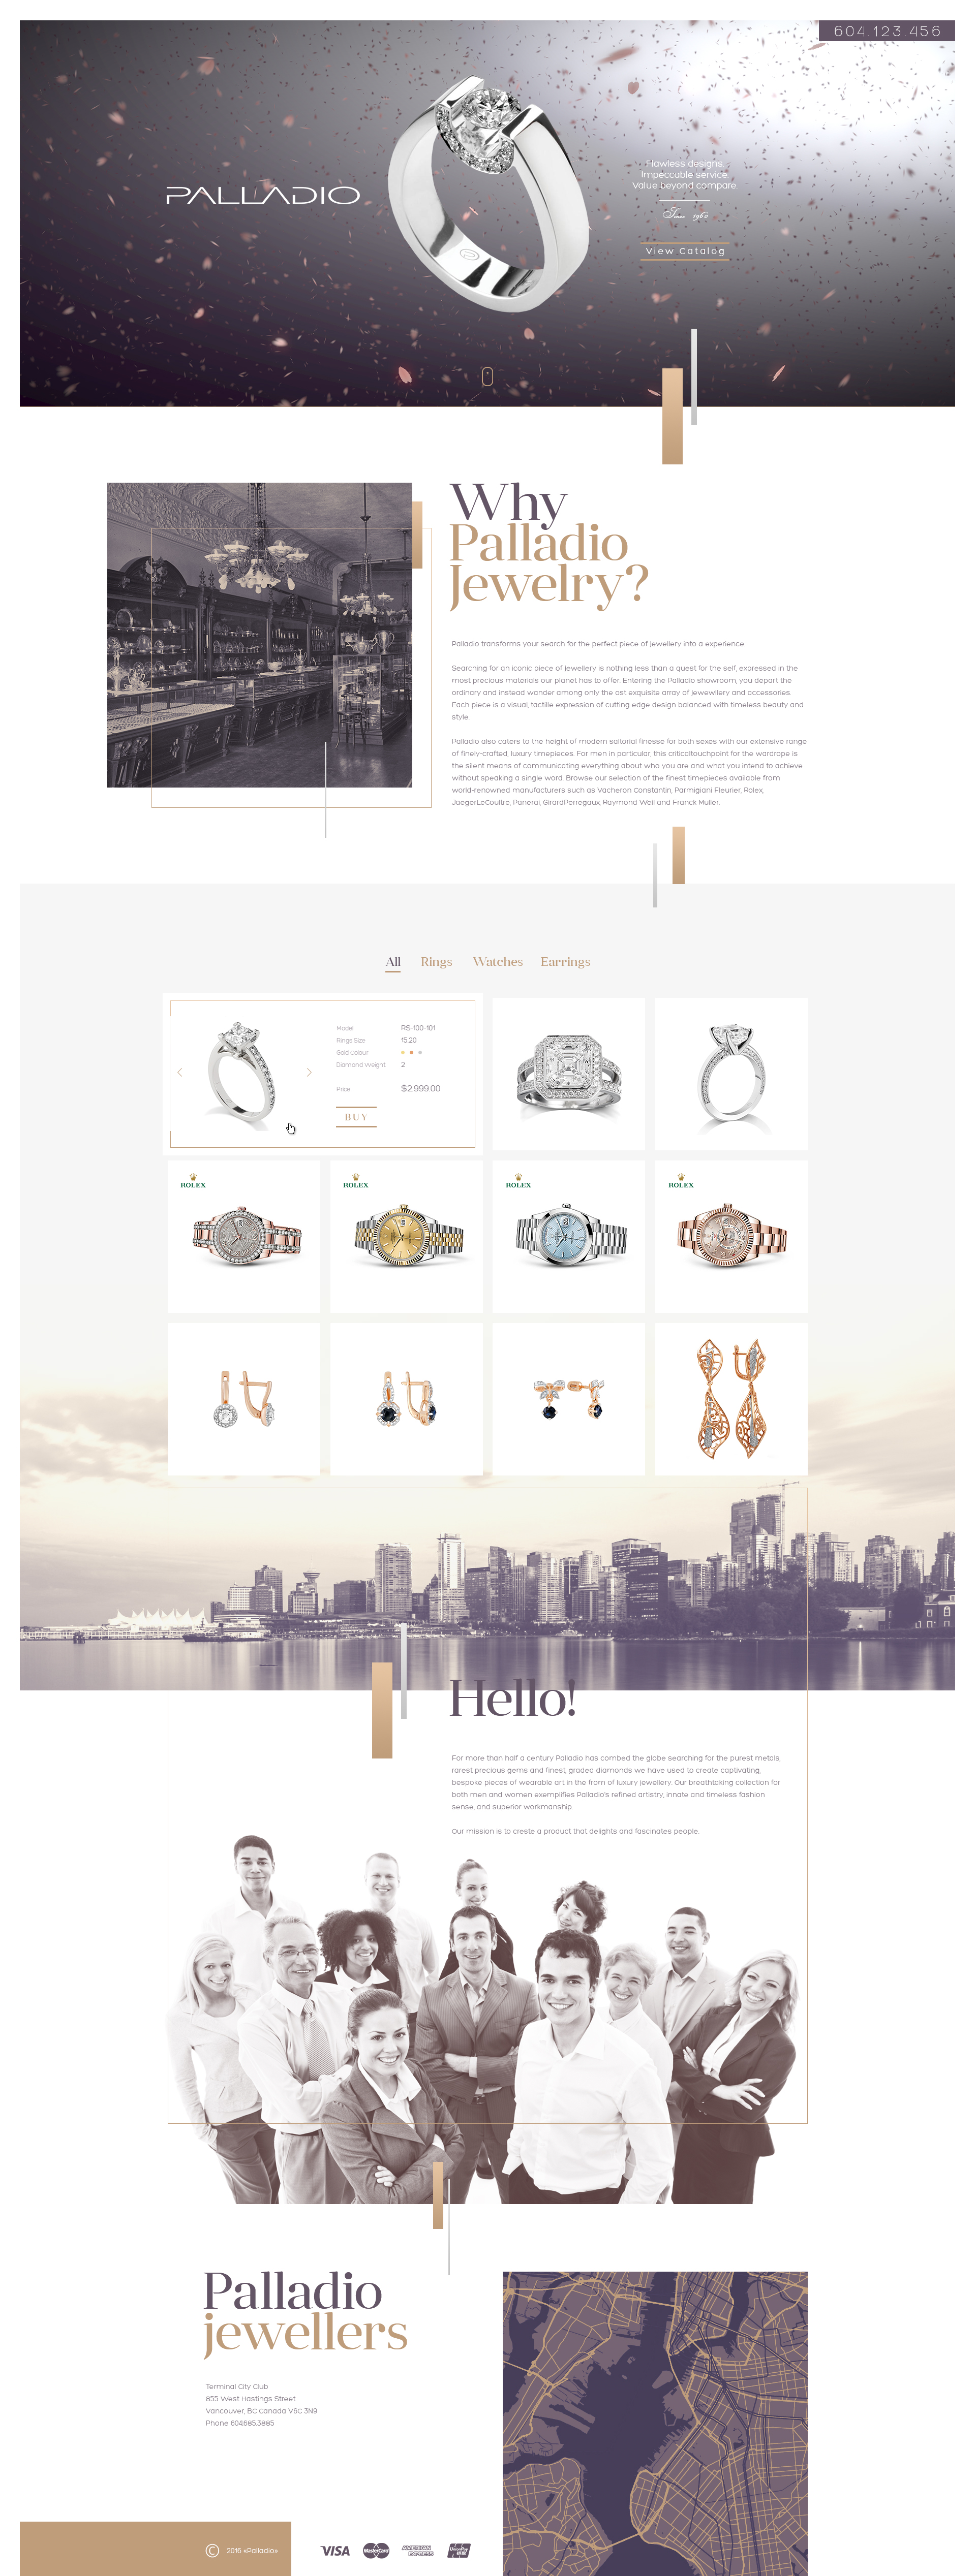 604.123.456
PALLADIO
Flawless designs
Impeccable service
Value beyond compare
Since 1962
View Catalog
Why
Palladio
Jewelry?
Palladio transforms your search for the perfect piece of jewellery into a experience.
Searching for an iconic piece of jewellery is nothing less than a quest for the self, expressed in the
most precious materials our planet has to offer. Entering the Palladio showroom, you depart the
ordinary and instead wander among only the ost exquisite array of jewewllery and accessories.
Each piece is a visual, tactille expression of cutting edge design balanced with timeless beauty and
style.
Palladio also caters to the height of modern saltorial finesse for both sexes with our extensive range
of finely-crafted, luxury timepieces. For men in particular, this criticaltouchpoint for the wardrope is
the silent means of communicating everything about who you are and what you intend to achieve
without speaking a single word. Browse our selection of the finest timepieces available from
world-renowned manufacturers such as Vacheron Constantin, Parmigiani Fleurier, Rolex,
JaegerLeCoultre, Panerai, GirardPerregaux, Raymond Weil and Franck Muller.
All Rings Watches Earrings
Model RS-100-101
Rings Size 15.20
Gold Colour
Diamond Weight 2
Price $2.999.00
BUY
ROLEX
ROLEX
ROLEX
ROLEX
Hello!
For more than half a century Palladio has combed the globe searching for the purest metals,
rarest precious gems and finest, graded diamonds we have used to create captivating,
bespoke pieces of wearable art in the from of luxury jewellery. Our breathtaking collection for
both men and women exemplifies Palladio's refined artistry, innate and timeless fashion
sense, and superior workmanship.
Our mission is to creste a product that delights and fascinates people.
Palladio
jewellers
Terminal City Club
855 West Hastings Street
Vancouver, BC Canada V6C 3N9
Phone 604.685.3885
© 2016 «Palladio»
VISA MasterCard AMERICAN EXPRESS